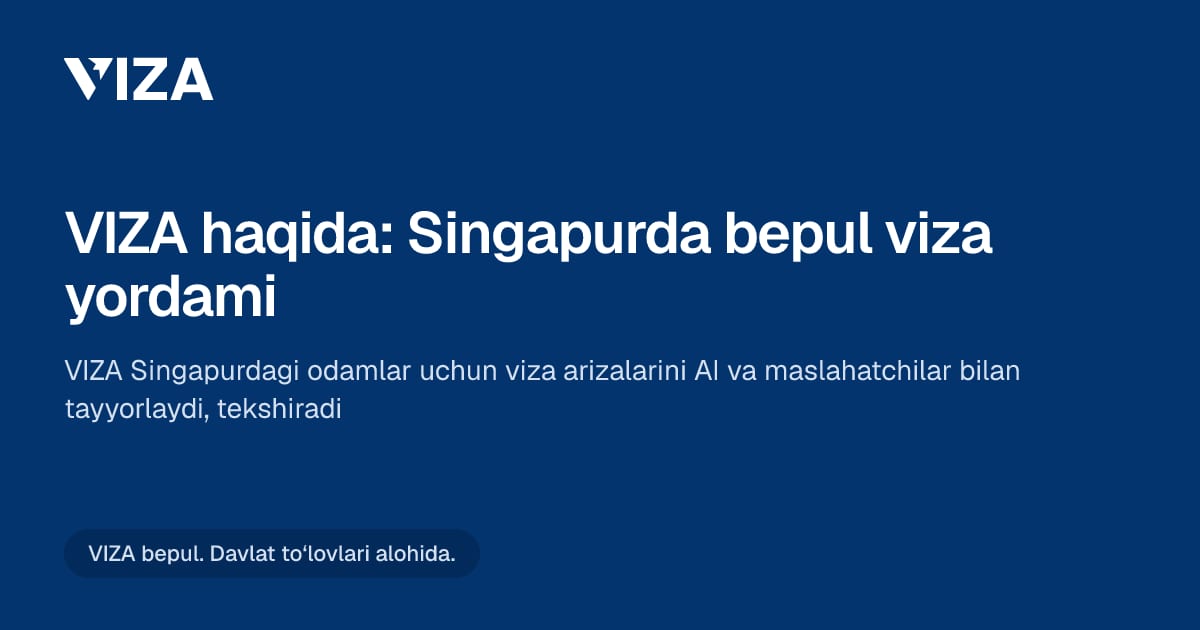 VIZA
VIZA haqida: Singapurda bepul viza
yordami
VIZA Singapurdagi odamlar uchun viza arizalarini AI va maslahatchilar bilan
tayyorlaydi, tekshiradi
VIZA bepul. Davlat to‘lovlari alohida.